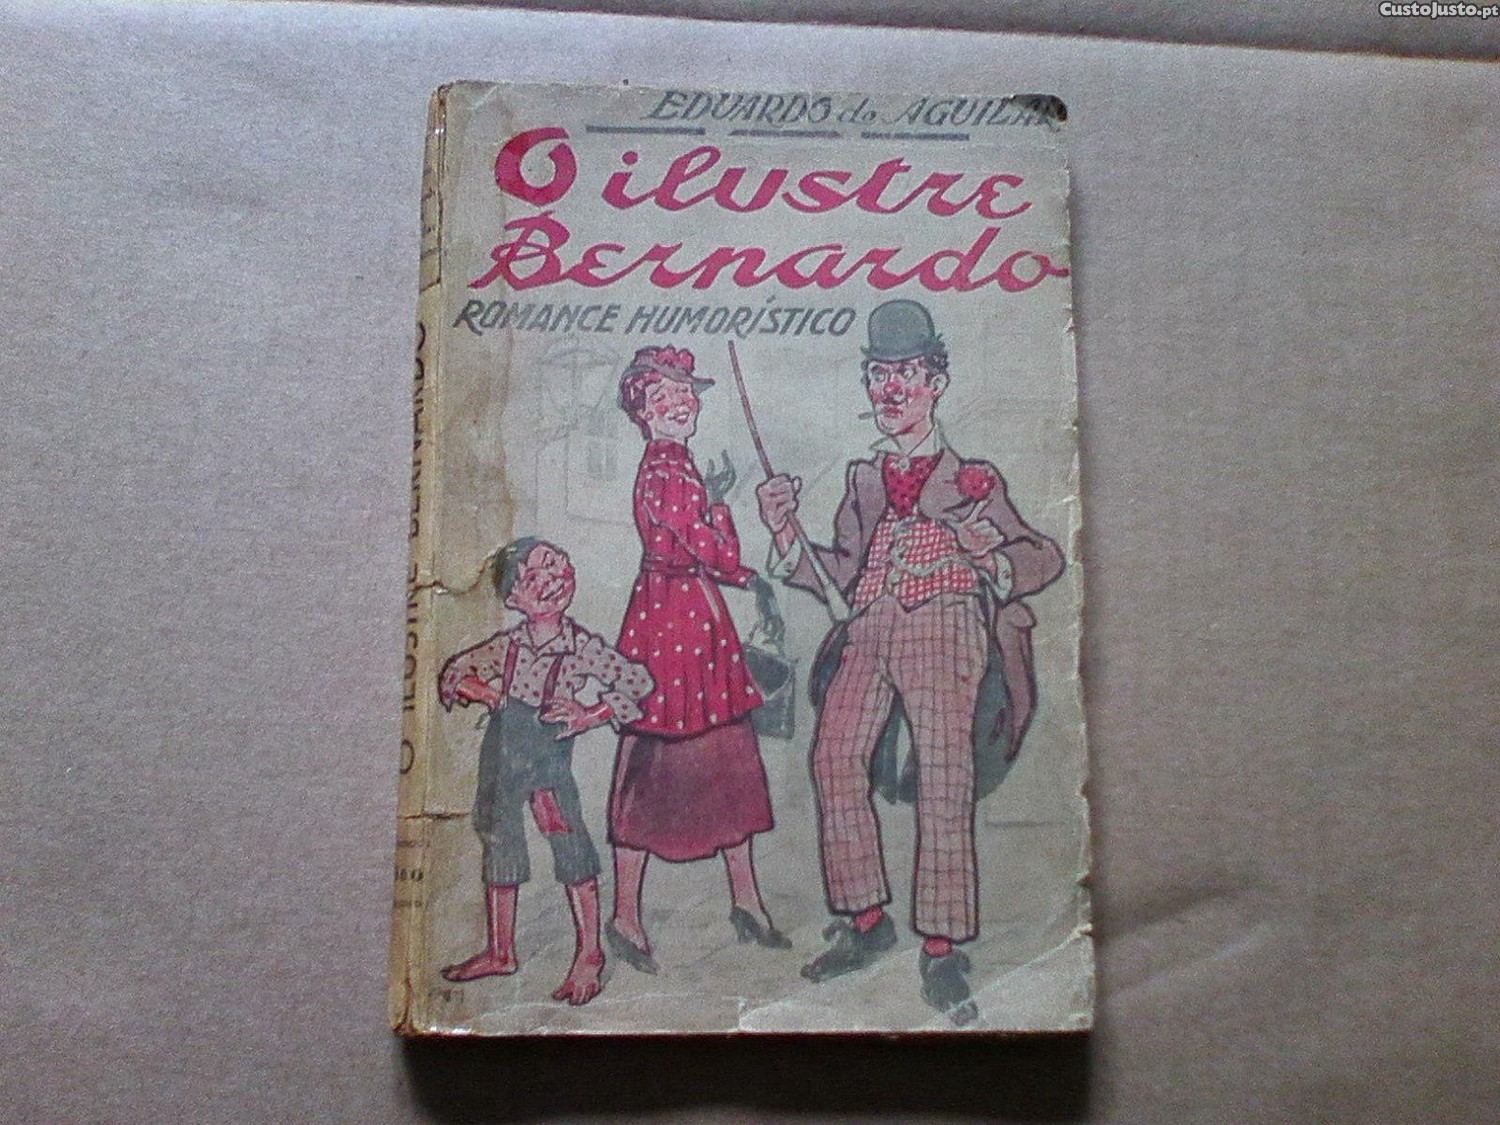 CustoJusto.pt
EDUARDO de AGUILAR
O ilustre
Bernardo
ROMANCE HUMORÍSTICO
O ILUSTRE BERNARDO